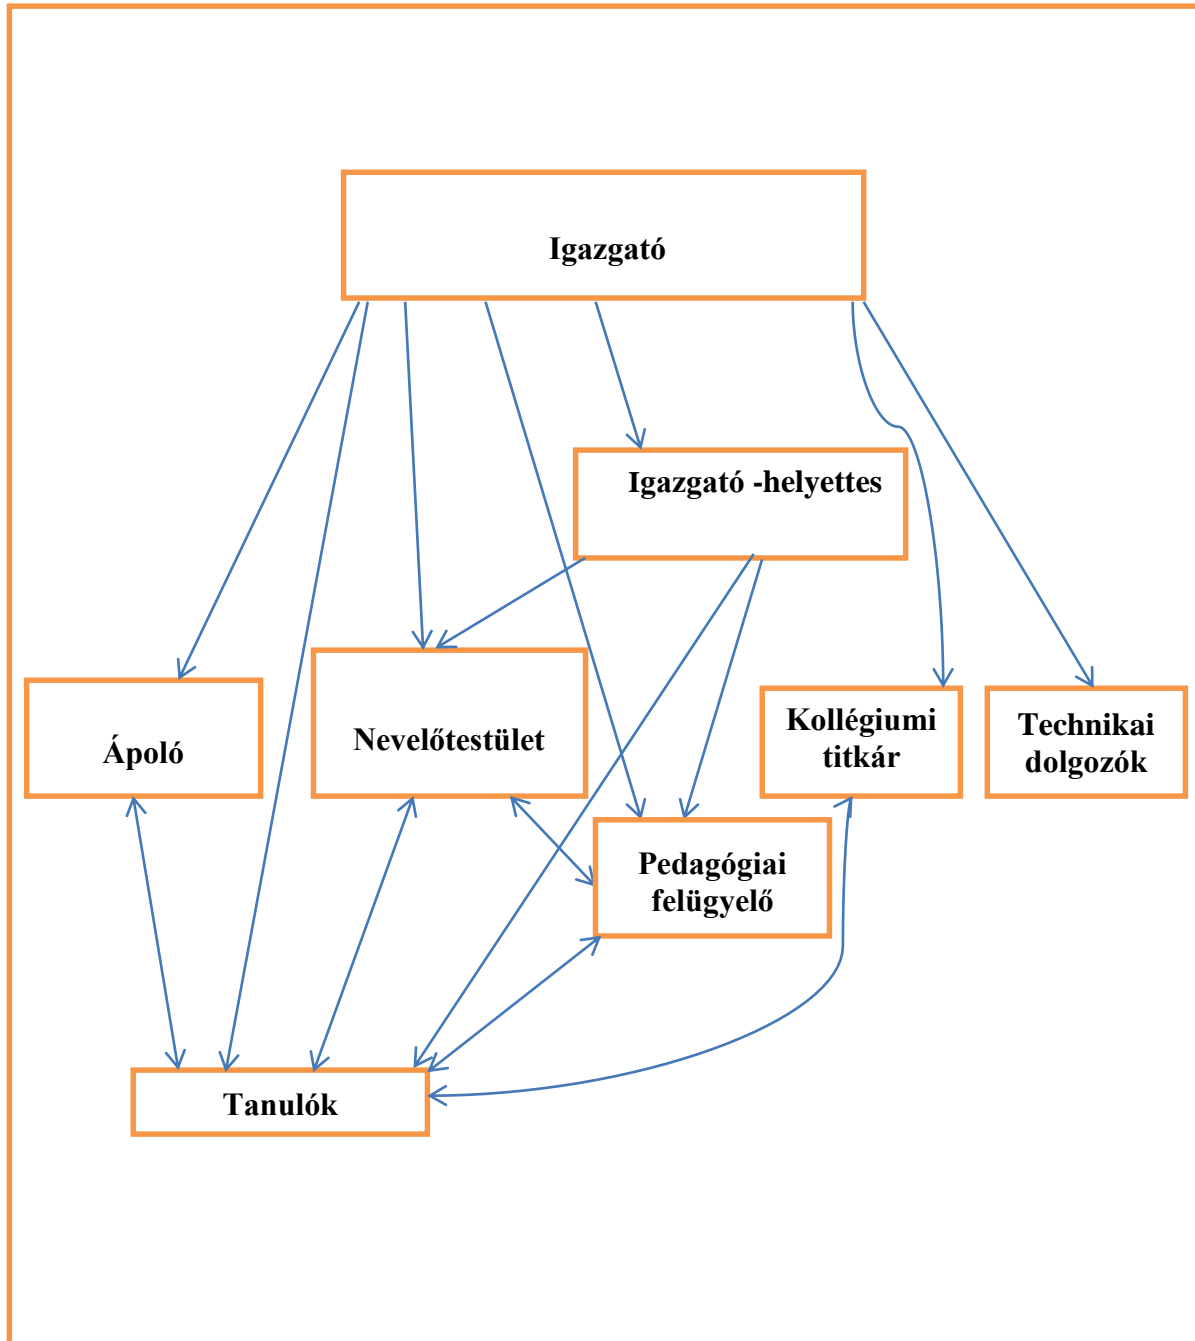 Igazgató
Igazgató -helyettes
Ápoló
Nevelőtestület
Kollégiumi
titkár
Technikai
dolgozók
Pedagógiai
felügyelő
Tanulók